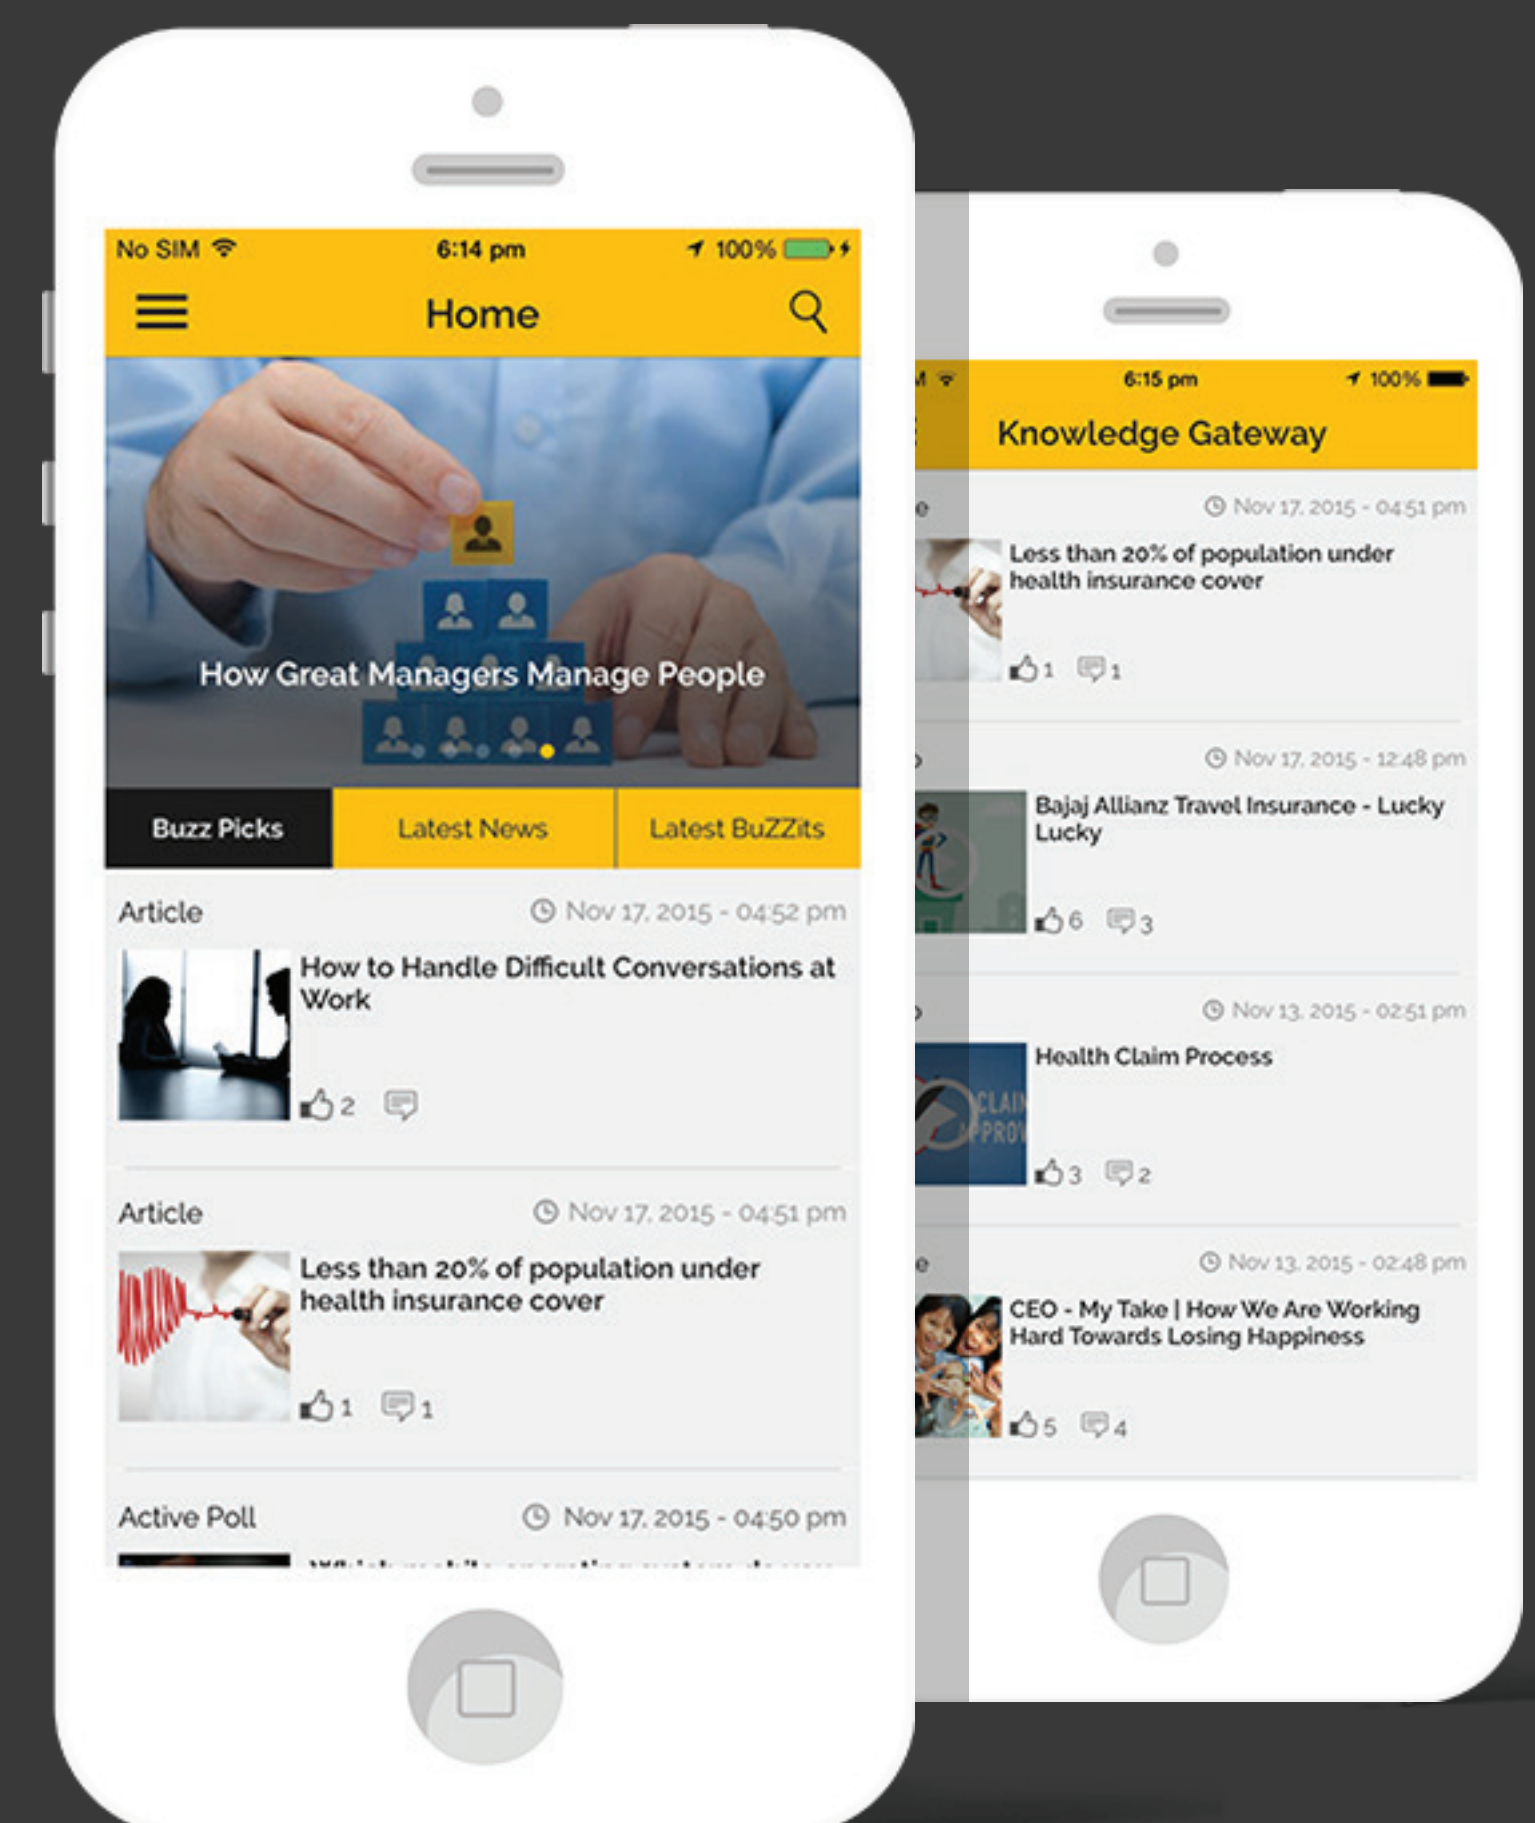 No SIM 6:14 pm 100%
Home
How Great Managers Manage People
Buzz Picks Latest News Latest BuZZits
Article Nov 17, 2015 - 04:52 pm
How to Handle Difficult Conversations at
Work
2
Article Nov 17, 2015 - 04:51 pm
Less than 20% of population under
health insurance cover
1 1
Active Poll Nov 17, 2015 - 04:50 pm
6:15 pm 100%
Knowledge Gateway
Nov 17, 2015 - 04:51 pm
Less than 20% of population under
health insurance cover
1 1
Nov 17, 2015 - 12:48 pm
Bajaj Allianz Travel Insurance - Lucky
Lucky
6 3
Nov 13, 2015 - 02:51 pm
Health Claim Process
3 2
Nov 13, 2015 - 02:48 pm
CEO - My Take | How We Are Working
Hard Towards Losing Happiness
5 4